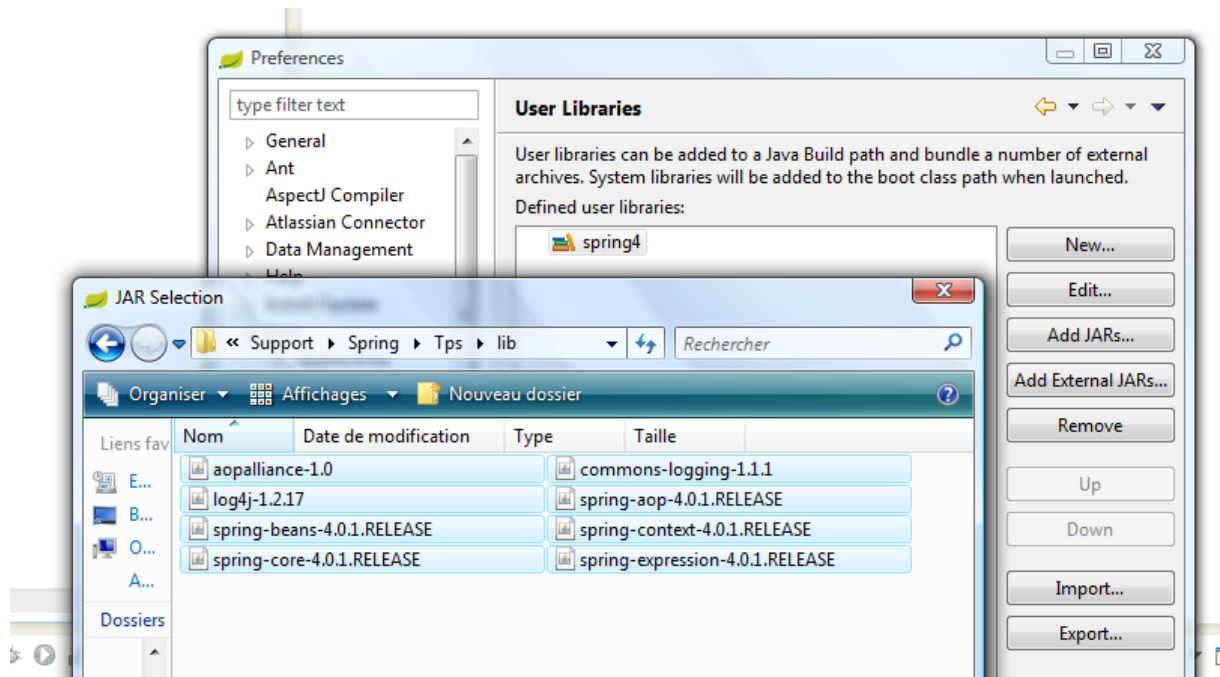 Preferences
type filter text
General
Ant
AspectJ Compiler
Atlassian Connector
Data Management
Help
User Libraries
User libraries can be added to a Java Build path and bundle a number of external
archives. System libraries will be added to the boot class path when launched.
Defined user libraries:
spring4
New...
Edit...
Add JARs...
Add External JARs...
Remove
Up
Down
Import...
Export...
JAR Selection
« Support Spring Tps lib
Rechercher
Organiser Affichages Nouveau dossier
Liens fav
E...
B...
O...
A...
Dossiers
Nom Date de modification Type Taille
aopalliance-1.0 commons-logging-1.1.1
log4j-1.2.17 spring-aop-4.0.1.RELEASE
spring-beans-4.0.1.RELEASE spring-context-4.0.1.RELEASE
spring-core-4.0.1.RELEASE spring-expression-4.0.1.RELEASE